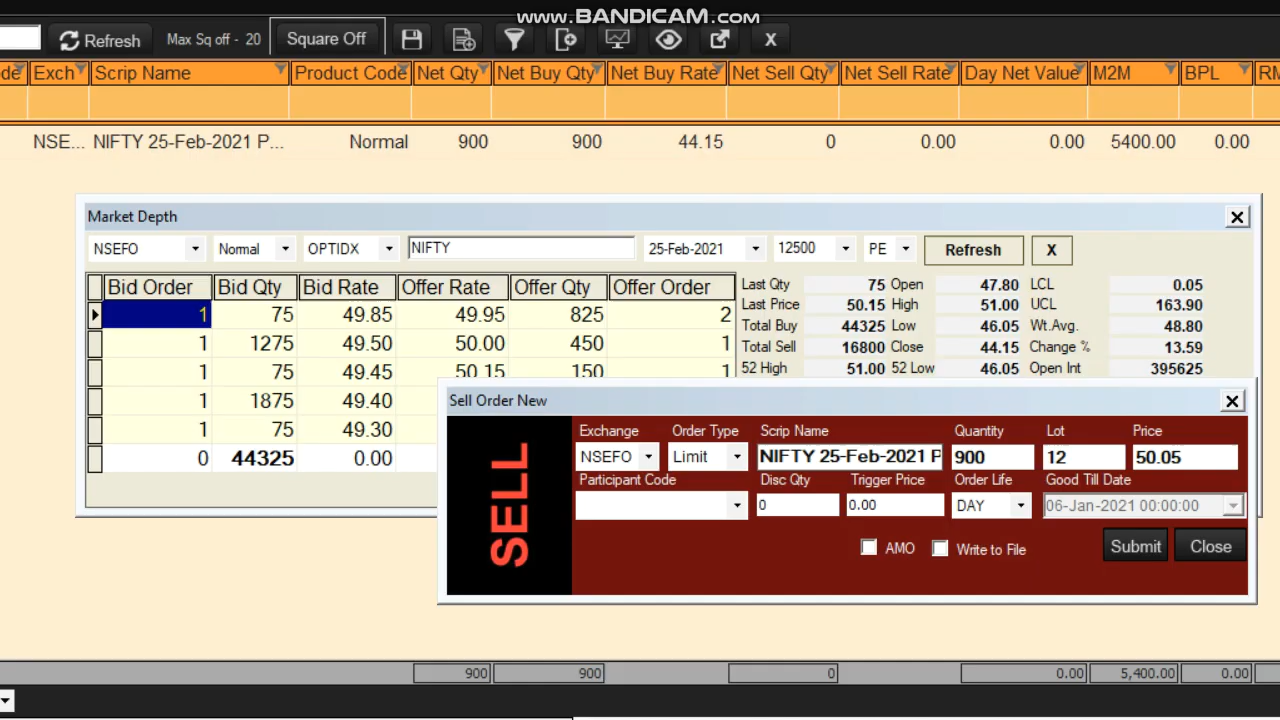 www.BANDICAM.com
Refresh Max Sq off - 20 Square Off X
de Exch Scrip Name Product Code Net Qty Net Buy Qty Net Buy Rate Net Sell Qty Net Sell Rate Day Net Value M2M BPL RM
NSE... NIFTY 25-Feb-2021 P... Normal 900 900 44.15 0 0.00 0.00 5400.00 0.00
Market Depth
NSEFO Normal OPTIDX NIFTY 25-Feb-2021 12500 PE Refresh X
Bid Order Bid Qty Bid Rate Offer Rate Offer Qty Offer Order
1 75 49.85 49.95 825 2
1 1275 49.50 50.00 450 1
1 75 49.45 50.15 150 1
1 1875 49.40
1 75 49.30
0 44325 0.00
Last Qty 75 Open 47.80 LCL 0.05
Last Price 50.15 High 51.00 UCL 163.90
Total Buy 44325 Low 46.05 Wt.Avg. 48.80
Total Sell 16800 Close 44.15 Change % 13.59
52 High 51.00 52 Low 46.05 Open Int 395625
Sell Order New
SELL
Exchange Order Type Scrip Name Quantity Lot Price
NSEFO Limit NIFTY 25-Feb-2021 P 900 12 50.05
Participant Code Disc Qty Trigger Price Order Life Good Till Date
0 0.00 DAY 06-Jan-2021 00:00:00
AMO Write to File Submit Close
900 900 0 0.00 5,400.00 0.00